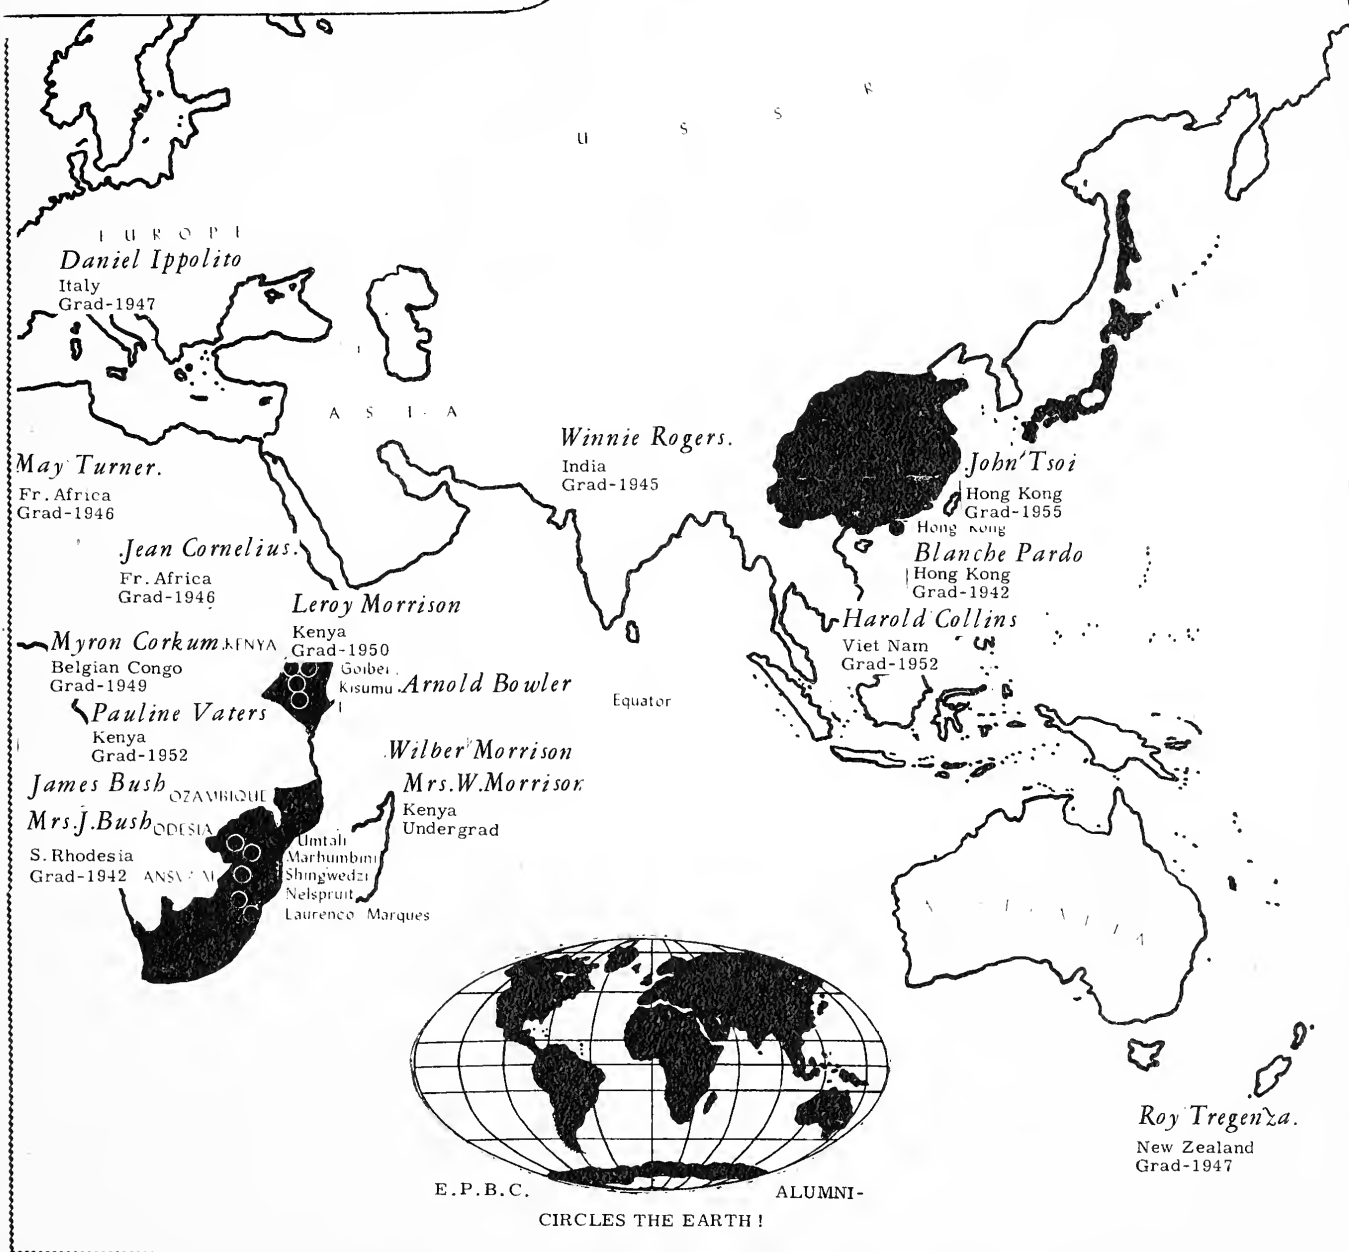 U S S R
EUROPE
Daniel Ippolito
Italy
Grad-1947
ASIA
Winnie Rogers.
India
Grad-1945
May Turner.
Fr. Africa
Grad-1946
John Tsoi
Hong Kong
Grad-1955
Hong Kong
Jean Cornelius.
Fr. Africa
Grad-1946
Blanche Pardo
Hong Kong
Grad-1942
Leroy Morrison
Kenya
Grad-1950
Harold Collins
Viet Nam
Grad-1952
Myron Corkum.
KENYA
Belgian Congo
Grad-1949
Kisumu
Arnold Bowler
Equator
Pauline Vaters
Kenya
Grad-1952
Wilber Morrison
Mrs.W.Morrison
Kenya
Undergrad
James Bush
OZAMBIQUE
Mrs.J.Bush
ODESIA
S. Rhodesia
Grad-1942
Umtali
Marhumbini
Shingwedzi
Nelspruit
Laurenco Marques
Roy Tregenza.
New Zealand
Grad-1947
E.P.B.C. ALUMNI-
CIRCLES THE EARTH!